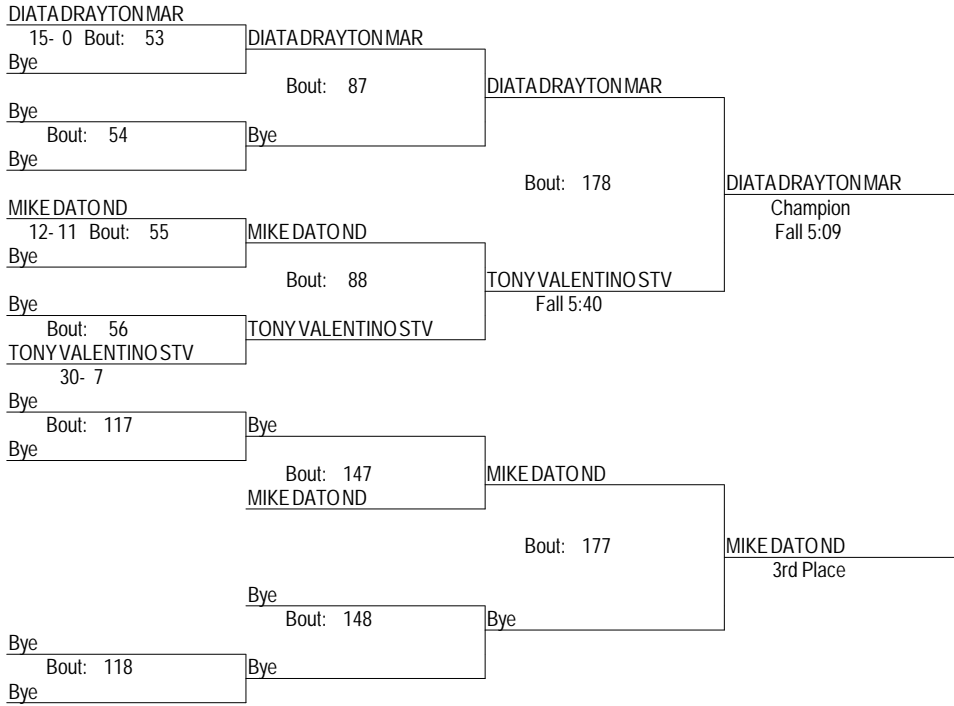 DIATA DRAYTON MAR
15- 0 Bout: 53 DIATA DRAYTON MAR
Bye
Bout: 87 DIATA DRAYTON MAR
Bye
Bout: 54 Bye
Bye
Bout: 178 DIATA DRAYTON MAR
MIKE DATO ND Champion
12- 11 Bout: 55 MIKE DATO ND Fall 5:09
Bye
Bout: 88 TONY VALENTINO STV
Bye Fall 5:40
Bout: 56 TONY VALENTINO STV
TONY VALENTINO STV
30- 7
Bye
Bout: 117 Bye
Bye
Bout: 147 MIKE DATO ND
MIKE DATO ND
Bout: 177 MIKE DATO ND
3rd Place
Bye
Bout: 148 Bye
Bye
Bout: 118 Bye
Bye